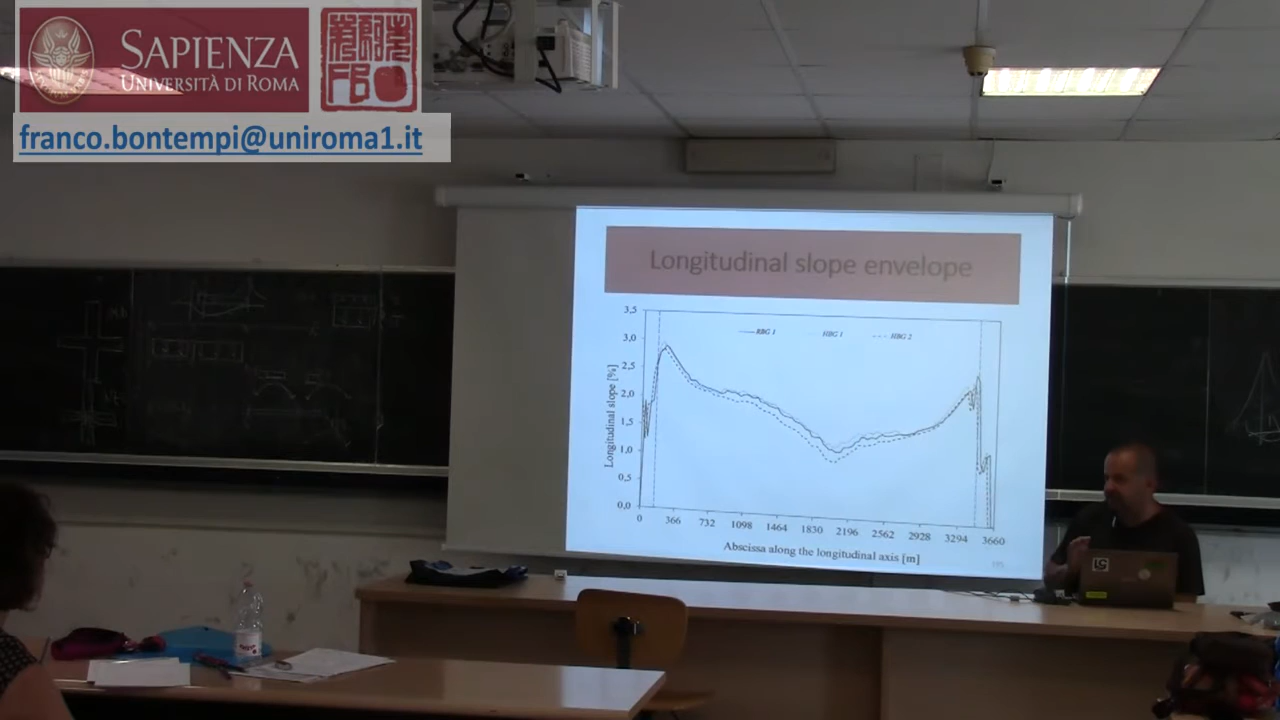 SAPIENZA
UNIVERSITÀ DI ROMA
FBO
franco.bontempi@uniroma1.it
Longitudinal slope envelope
RBG 1 HBG 1 HBG 2
3,5
3,0
2,5
2,0
1,5
1,0
0,5
0,0
Longitudinal slope [%]
0 366 732 1098 1464 1830 2196 2562 2928 3294 3660
Abscissa along the longitudinal axis [m]